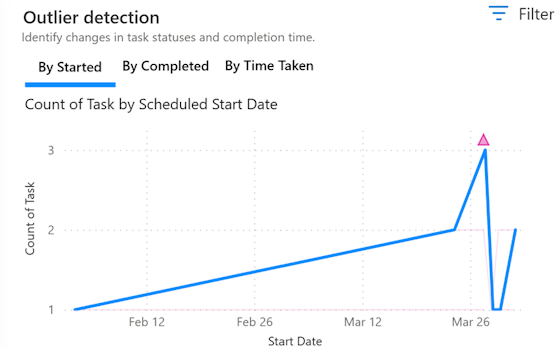 Outlier detection
Filter
Identify changes in task statuses and completion time.
By Started By Completed By Time Taken
Count of Task by Scheduled Start Date
3
2
1
Count of Task
Feb 12 Feb 26 Mar 12 Mar 26
Start Date